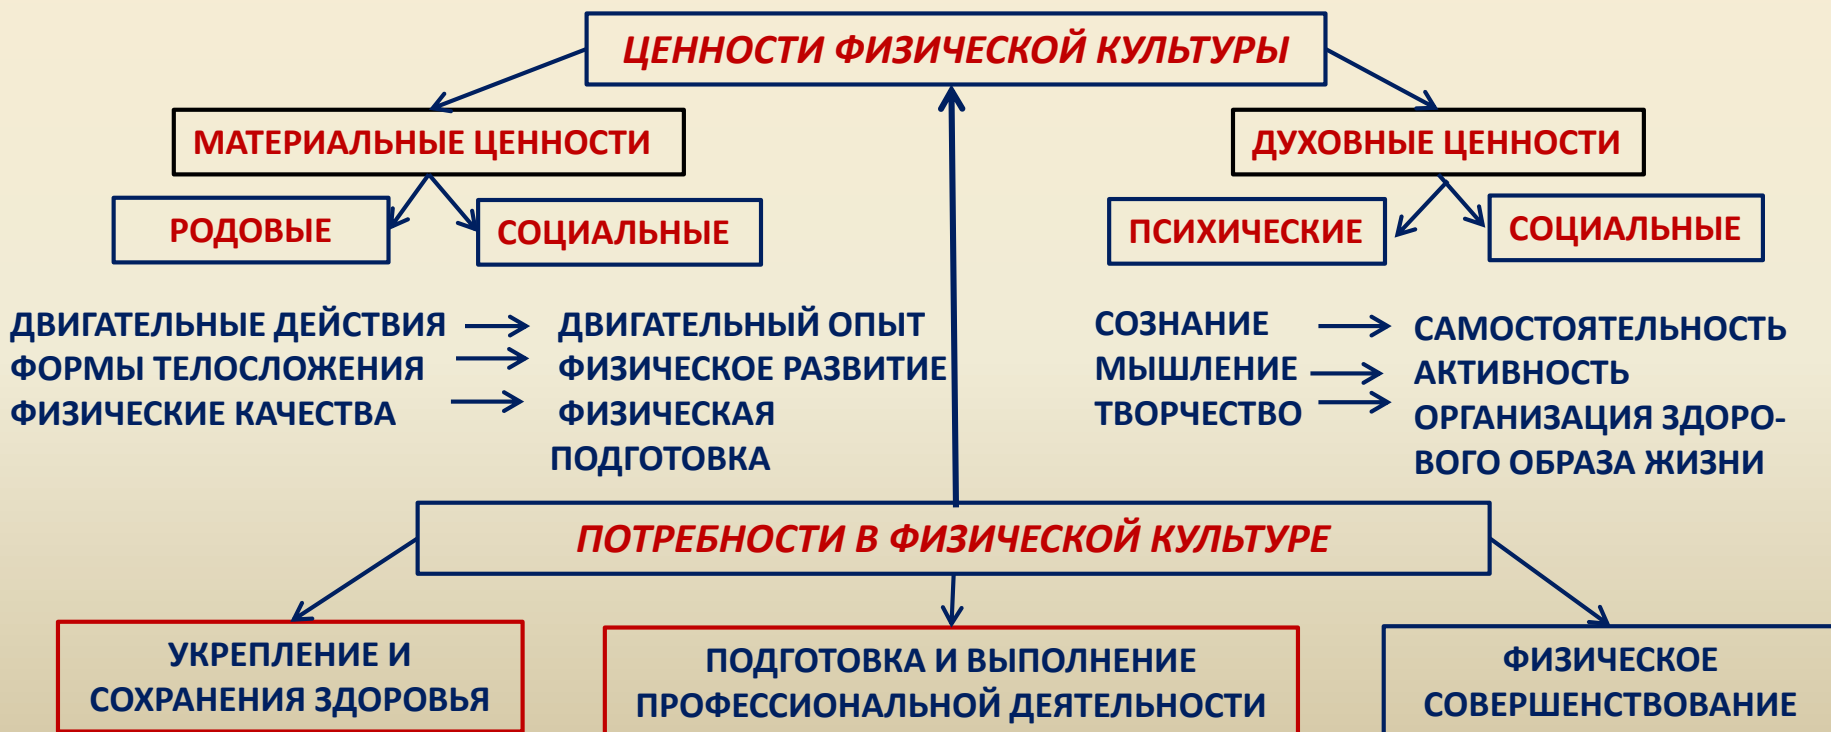 ЦЕННОСТИ ФИЗИЧЕСКОЙ КУЛЬТУРЫ
МАТЕРИАЛЬНЫЕ ЦЕННОСТИ
ДУХОВНЫЕ ЦЕННОСТИ
РОДОВЫЕ
СОЦИАЛЬНЫЕ
ПСИХИЧЕСКИЕ
СОЦИАЛЬНЫЕ
ДВИГАТЕЛЬНЫЕ ДЕЙСТВИЯ
ФОРМЫ ТЕЛОСЛОЖЕНИЯ
ФИЗИЧЕСКИЕ КАЧЕСТВА
ДВИГАТЕЛЬНЫЙ ОПЫТ
ФИЗИЧЕСКОЕ РАЗВИТИЕ
ФИЗИЧЕСКАЯ
ПОДГОТОВКА
СОЗНАНИЕ
МЫШЛЕНИЕ
ТВОРЧЕСТВО
САМОСТОЯТЕЛЬНОСТЬ
АКТИВНОСТЬ
ОРГАНИЗАЦИЯ ЗДОРО-
ВОГО ОБРАЗА ЖИЗНИ
ПОТРЕБНОСТИ В ФИЗИЧЕСКОЙ КУЛЬТУРЕ
УКРЕПЛЕНИЕ И
СОХРАНЕНИЯ ЗДОРОВЬЯ
ПОДГОТОВКА И ВЫПОЛНЕНИЕ
ПРОФЕССИОНАЛЬНОЙ ДЕЯТЕЛЬНОСТИ
ФИЗИЧЕСКОЕ
СОВЕРШЕНСТВОВАНИЕ